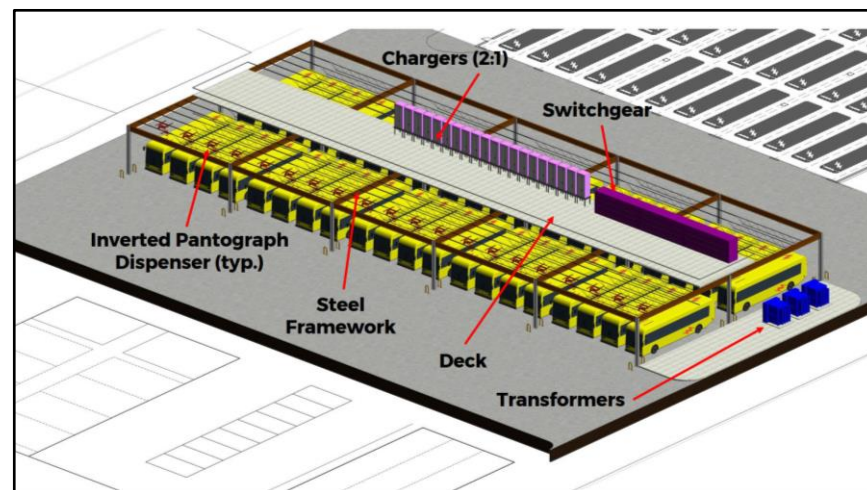 Chargers (2:1)
Switchgear
Inverted Pantograph
Dispenser (typ.)
Steel
Framework
Deck
Transformers